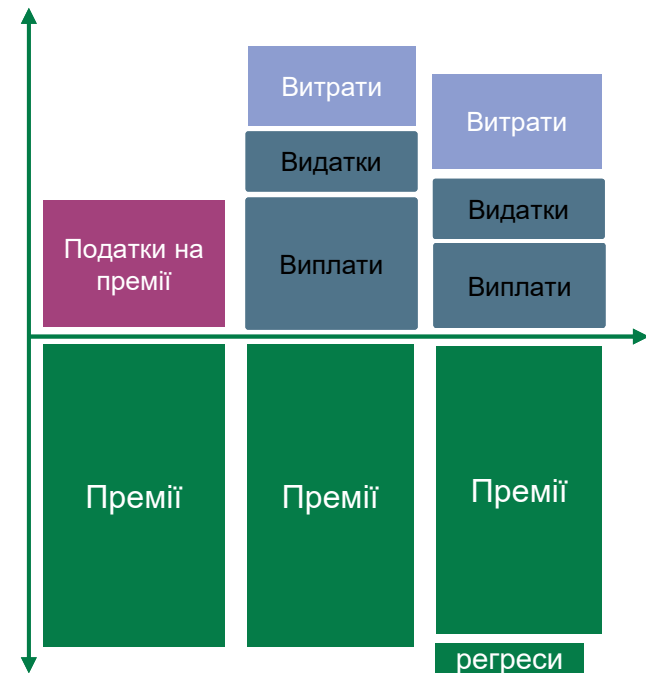 Витрати
Витрати
Видатки
Видатки
Податки на
премії
Виплати
Виплати
Премії
Премії
Премії
регреси